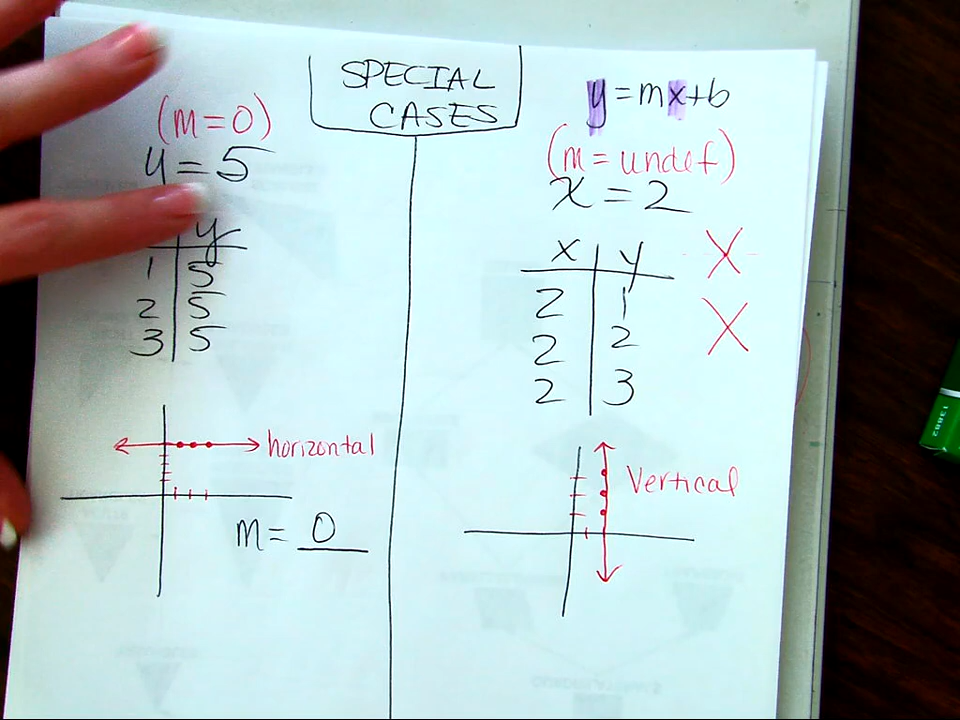 SPECIAL
CASES
(m=0)
y = 5
y
1 5
2 5
3 5
horizontal
m= 0
y=mx+b
(m=undef)
x=2
x y
2 1
2 2
2 3
X
X
Vertical
13882